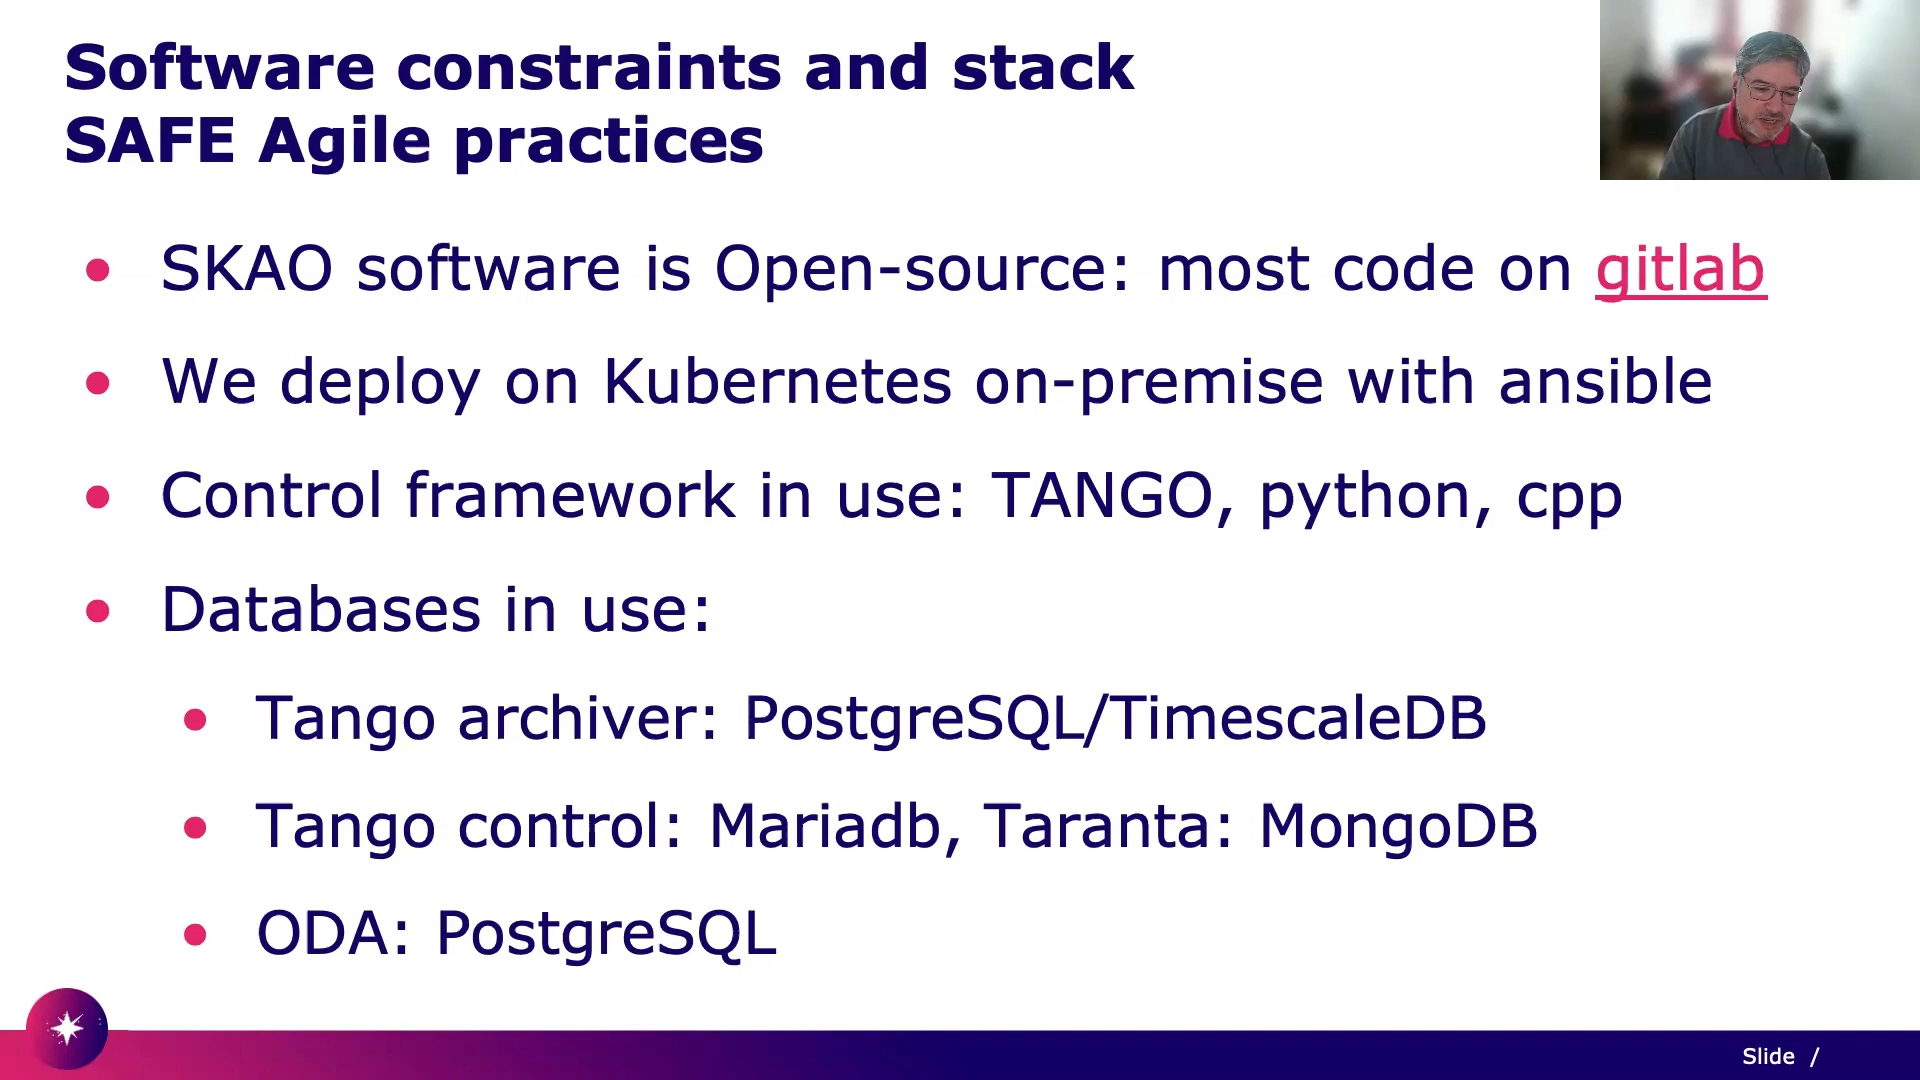 Software constraints and stack
SAFE Agile practices
SKAO software is Open-source: most code on gitlab
We deploy on Kubernetes on-premise with ansible
Control framework in use: TANGO, python, cpp
Databases in use:
Tango archiver: PostgreSQL/TimescaleDB
Tango control: Mariadb, Taranta: MongoDB
ODA: PostgreSQL
Slide /